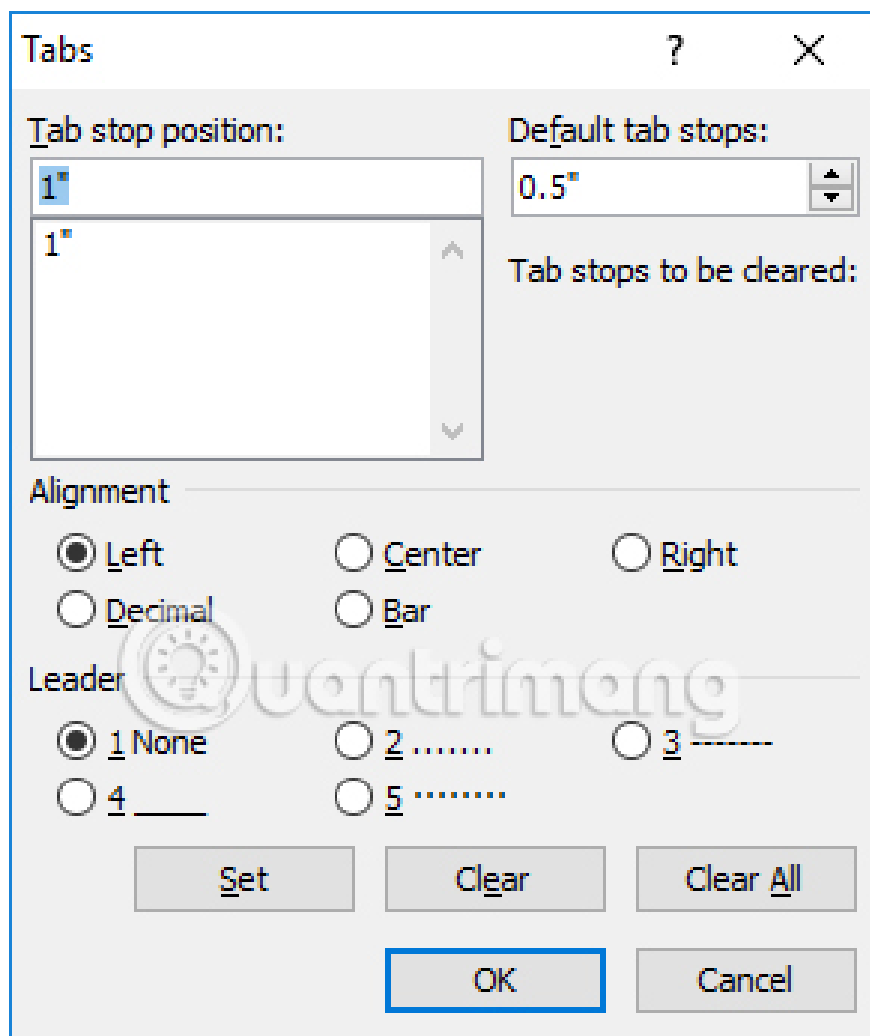 Tabs ?
Tab stop position: Default tab stops:
1" 0.5"
1" Tab stops to be cleared:
Alignment
Left Center Right
Decimal Bar
Leader
Quantrimang
1 None 2 ....... 3 -------
4 ____ 5 ········
Set Clear Clear All
OK Cancel